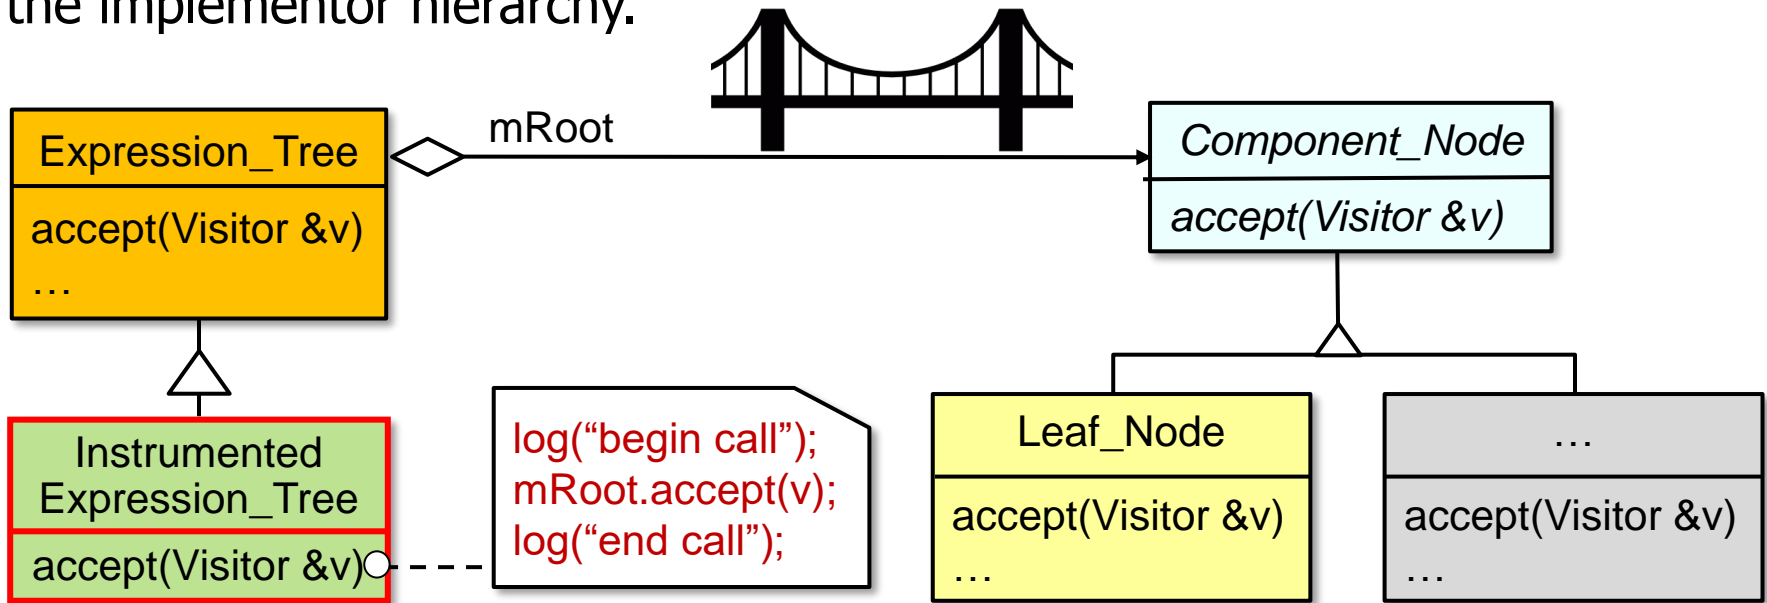 the implementor hierarchy.
mRoot
Expression_Tree
accept(Visitor &v)
…
Component_Node
accept(Visitor &v)
Instrumented
Expression_Tree
accept(Visitor &v)
log(“begin call”);
mRoot.accept(v);
log(“end call”);
Leaf_Node
accept(Visitor &v)
…
…
accept(Visitor &v)
…